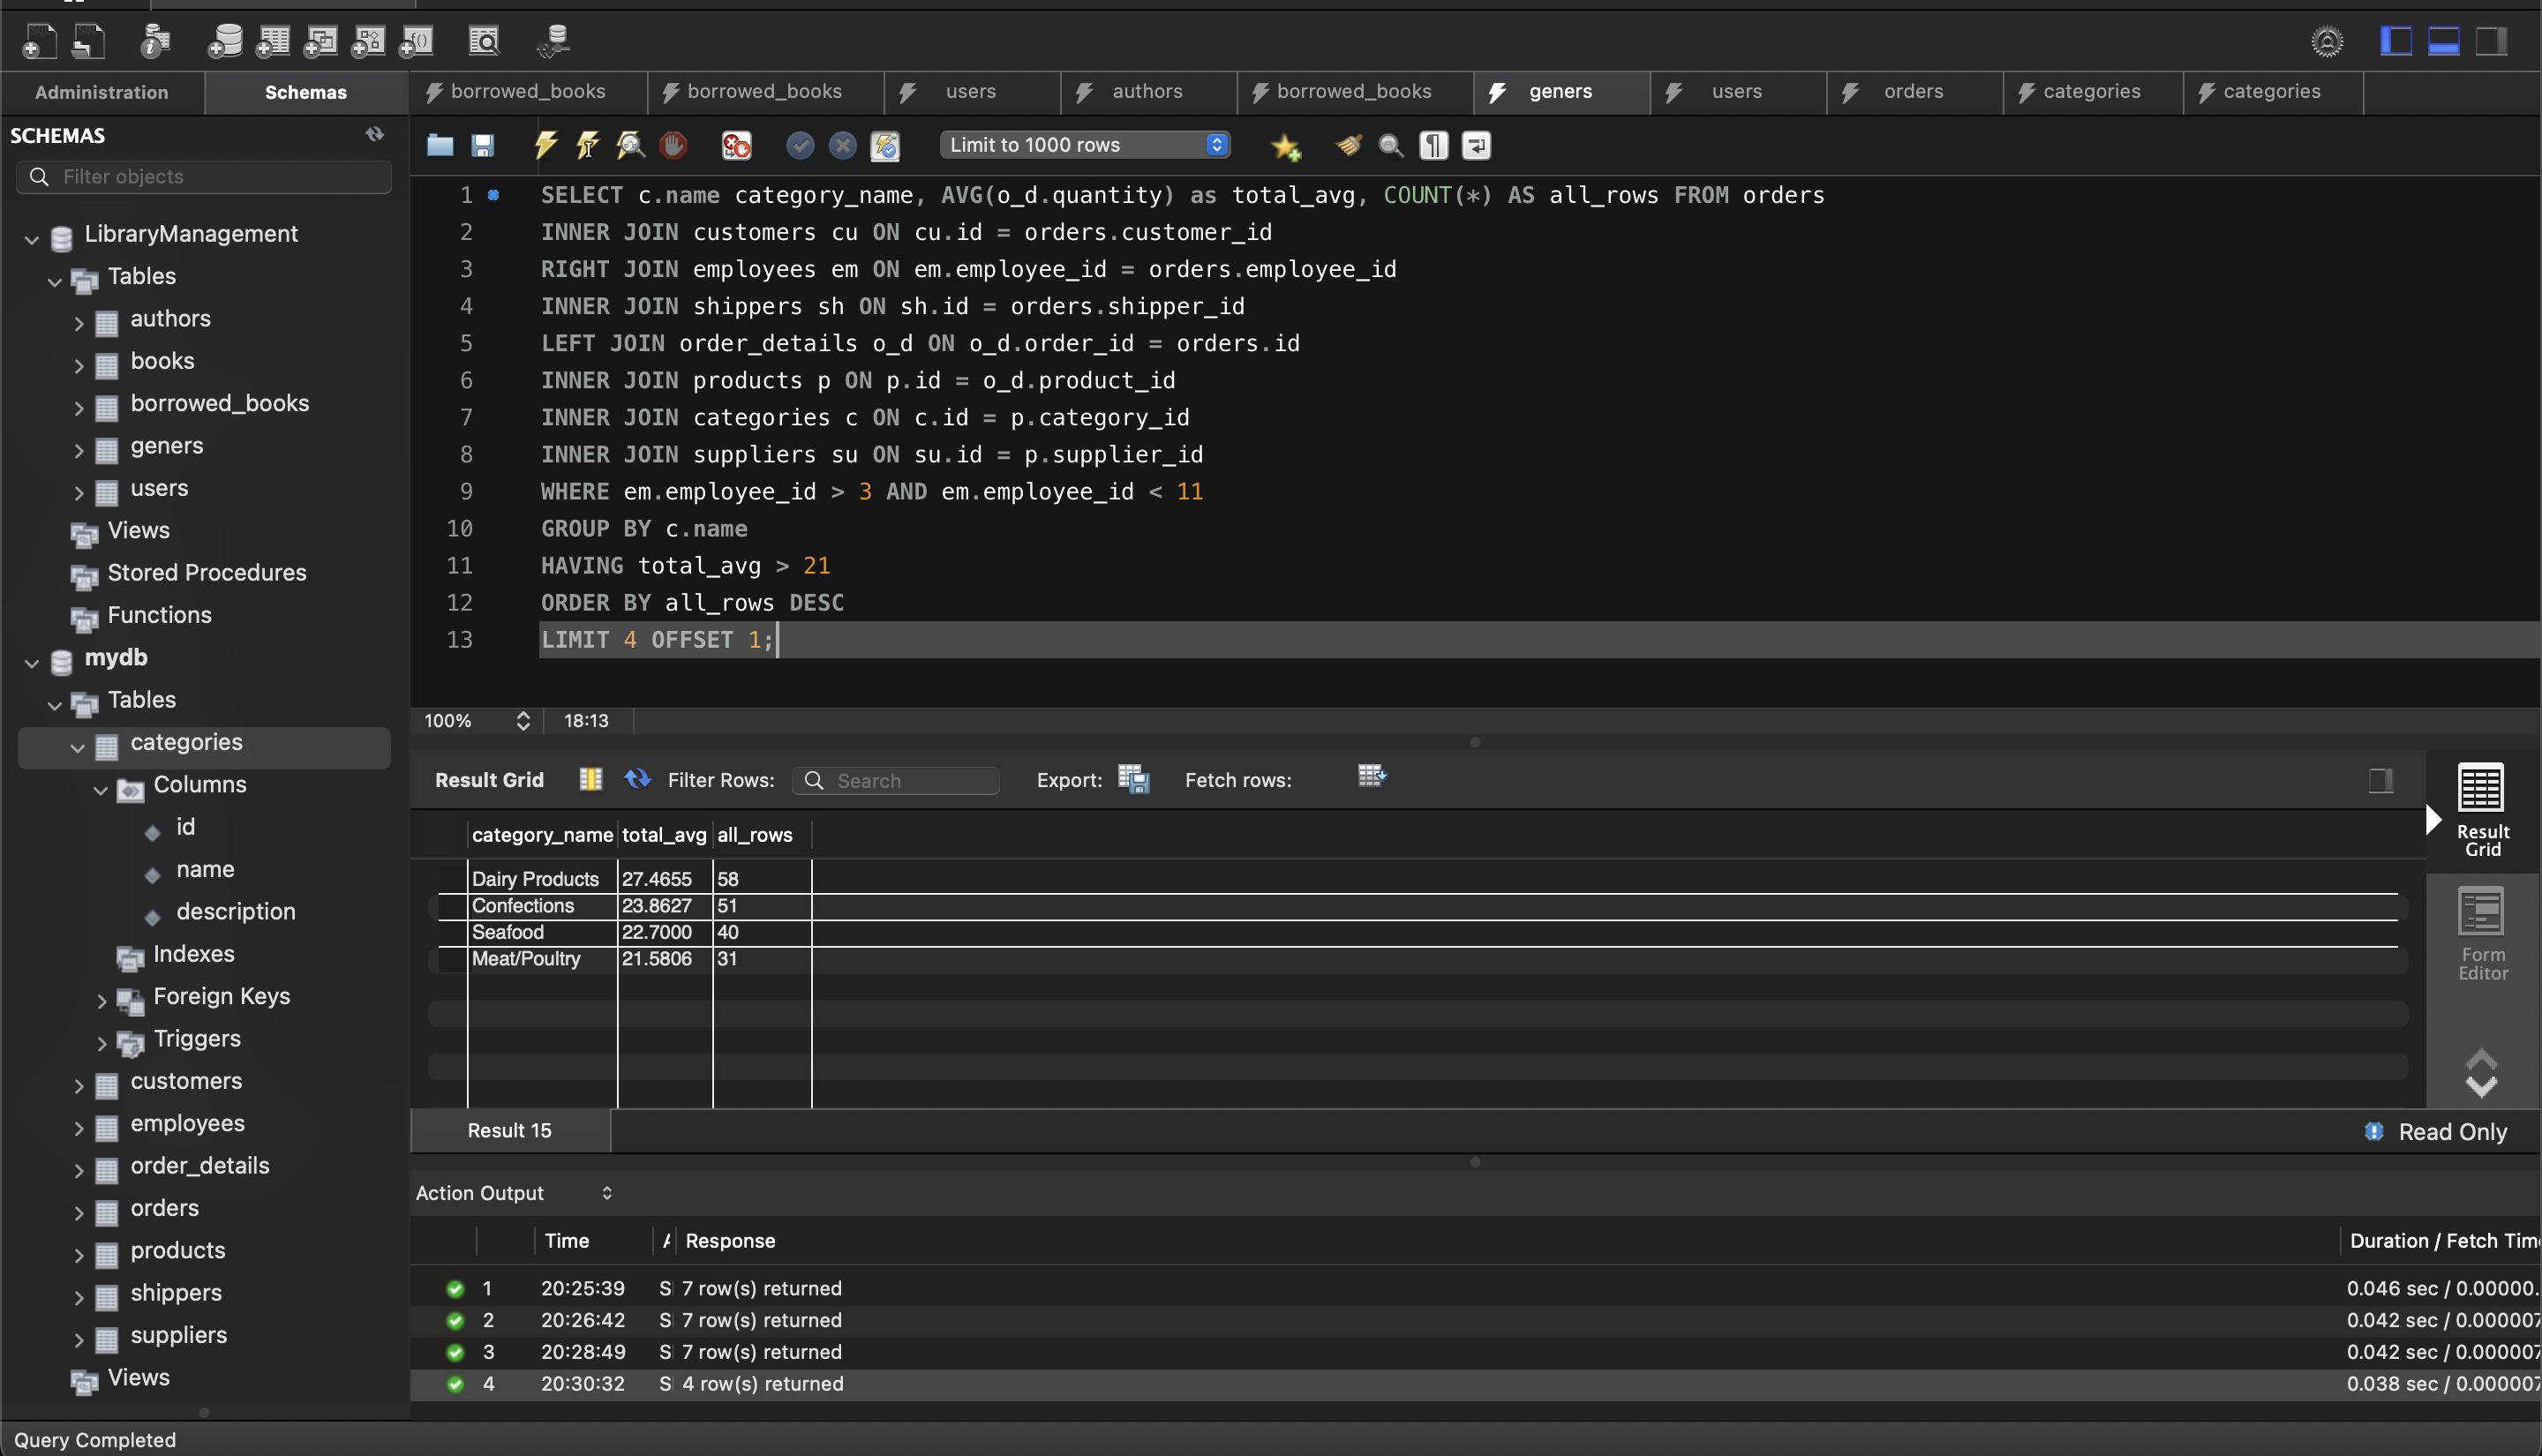 Administration
Schemas
borrowed_books
borrowed_books
users
authors
borrowed_books
geners
users
orders
categories
categories
SCHEMAS
Filter objects
Limit to 1000 rows
LibraryManagement
Tables
authors
books
borrowed_books
geners
users
Views
Stored Procedures
Functions
mydb
Tables
categories
Columns
id
name
description
Indexes
Foreign Keys
Triggers
customers
employees
order_details
orders
products
shippers
suppliers
Views
1 SELECT c.name category_name, AVG(o_d.quantity) as total_avg, COUNT(*) AS all_rows FROM orders
2 INNER JOIN customers cu ON cu.id = orders.customer_id
3 RIGHT JOIN employees em ON em.employee_id = orders.employee_id
4 INNER JOIN shippers sh ON sh.id = orders.shipper_id
5 LEFT JOIN order_details o_d ON o_d.order_id = orders.id
6 INNER JOIN products p ON p.id = o_d.product_id
7 INNER JOIN categories c ON c.id = p.category_id
8 INNER JOIN suppliers su ON su.id = p.supplier_id
9 WHERE em.employee_id > 3 AND em.employee_id < 11
10 GROUP BY c.name
11 HAVING total_avg > 21
12 ORDER BY all_rows DESC
13 LIMIT 4 OFFSET 1;
100% 18:13
Result Grid Filter Rows: Search Export: Fetch rows:
category_name total_avg all_rows
Dairy Products 27.4655 58
Confections 23.8627 51
Seafood 22.7000 40
Meat/Poultry 21.5806 31
Result
Grid
Form
Editor
Result 15
Read Only
Action Output
Time Response Duration / Fetch Tim
1 20:25:39 S 7 row(s) returned 0.046 sec / 0.00000.
2 20:26:42 S 7 row(s) returned 0.042 sec / 0.000007
3 20:28:49 S 7 row(s) returned 0.042 sec / 0.000007
4 20:30:32 S 4 row(s) returned 0.038 sec / 0.000007
Query Completed